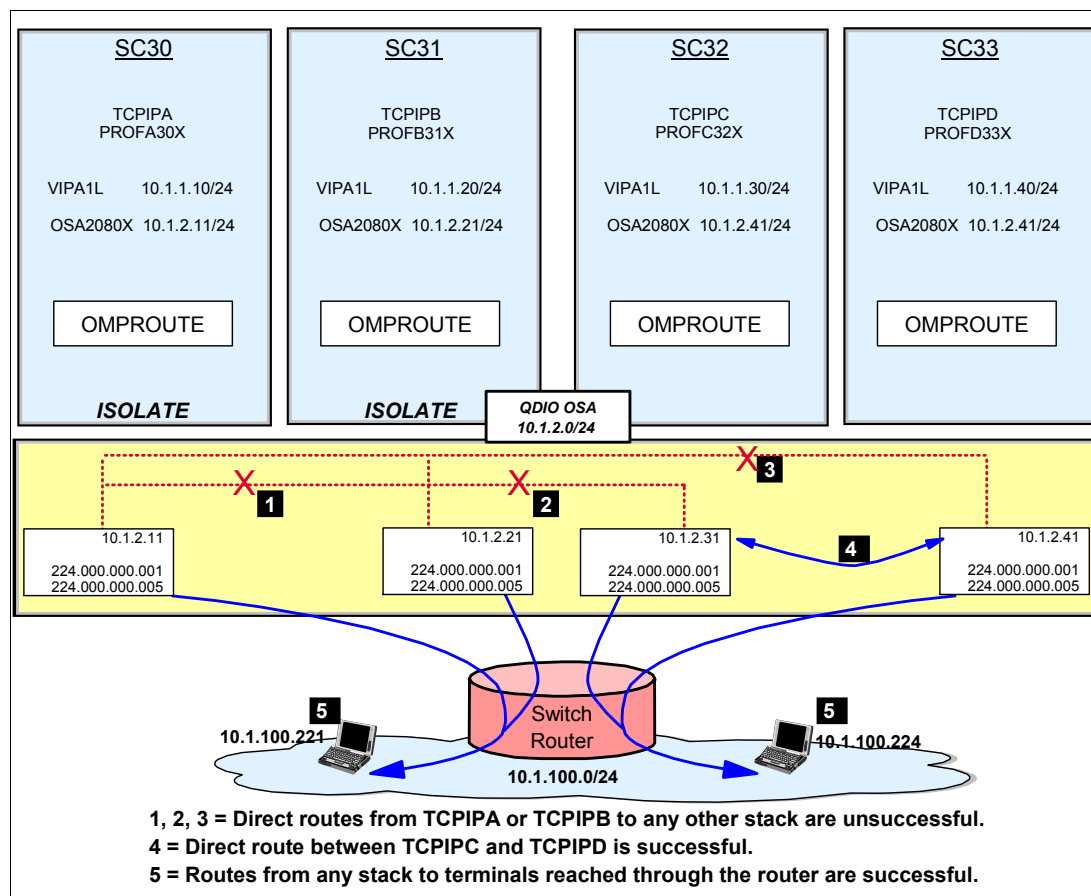 SC30
TCPIPA
PROFA30X
VIPA1L 10.1.1.10/24
OSA2080X 10.1.2.11/24
OMPROUTE
ISOLATE
SC31
TCPIPB
PROFB31X
VIPA1L 10.1.1.20/24
OSA2080X 10.1.2.21/24
OMPROUTE
ISOLATE
SC32
TCPIPC
PROFC32X
VIPA1L 10.1.1.30/24
OSA2080X 10.1.2.41/24
OMPROUTE
SC33
TCPIPD
PROFD33X
VIPA1L 10.1.1.40/24
OSA2080X 10.1.2.41/24
OMPROUTE
QDIO OSA
10.1.2.0/24
X
3
X
1
X
2
10.1.2.11
224.000.000.001
224.000.000.005
10.1.2.21
224.000.000.001
224.000.000.005
10.1.2.31
224.000.000.001
224.000.000.005
4
10.1.2.41
224.000.000.001
224.000.000.005
Switch
Router
5
10.1.100.221
5
10.1.100.224
10.1.100.0/24
1, 2, 3 = Direct routes from TCPIPA or TCPIPB to any other stack are unsuccessful.
4 = Direct route between TCPIPC and TCPIPD is successful.
5 = Routes from any stack to terminals reached through the router are successful.